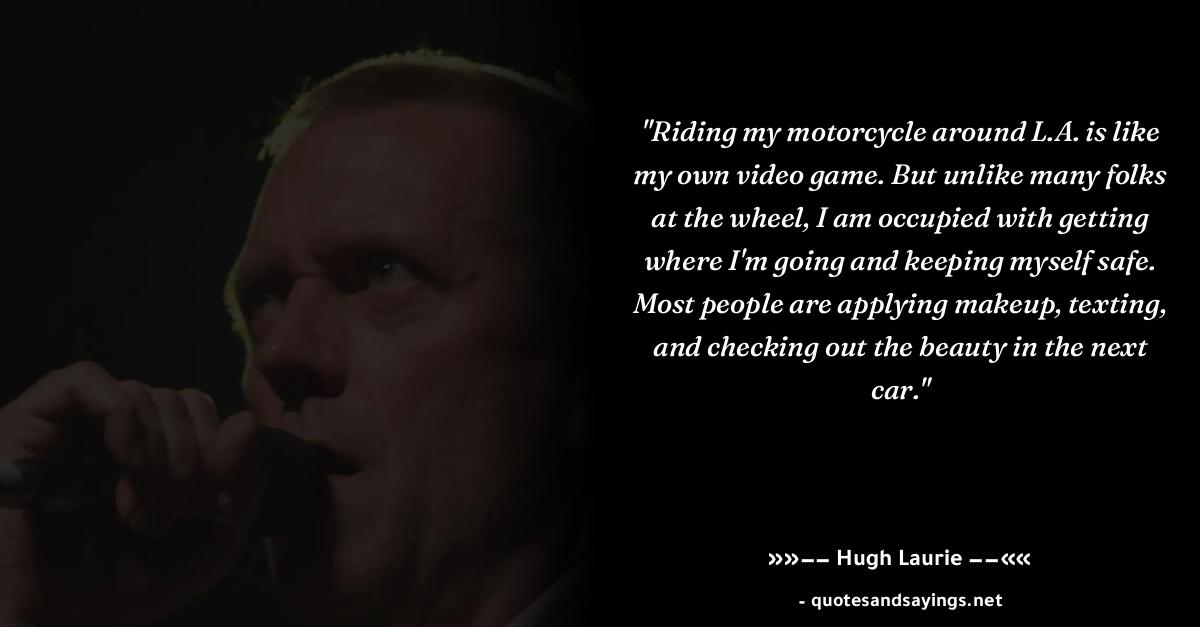 "Riding my motorcycle around L.A. is like
my own video game. But unlike many folks
at the wheel, I am occupied with getting
where I'm going and keeping myself safe.
Most people are applying makeup, texting,
and checking out the beauty in the next
car."
»»−− Hugh Laurie −−««
- quotesandsayings.net